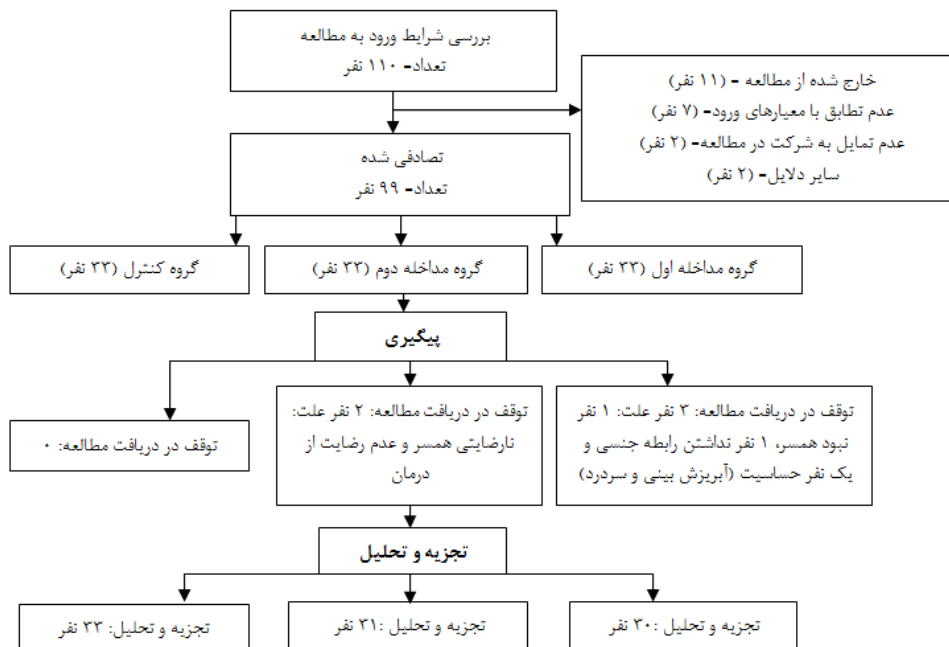 بررسی شرایط ورود به مطالعه
تعداد- ۱۱۰ نفر
خارج شده از مطالعه - (۱۱ نفر)
عدم تطابق با معیارهای ورود- (۷ نفر)
عدم تمایل به شرکت در مطالعه- (۲ نفر)
سایر دلایل- (۲ نفر)
تصادفی شده
تعداد- ۹۹ نفر
گروه مداخله اول (۳۳ نفر)
گروه مداخله دوم (۳۳ نفر)
گروه کنترل (۳۳ نفر)
پیگیری
توقف در دریافت مطالعه: ۳ نفر علت: ۱ نفر
نبود همسر، ۱ نفر نداشتن رابطه جنسی و
یک نفر حساسیت (آبریزش بینی و سردرد)
توقف در دریافت مطالعه: ۲ نفر علت:
نارضایتی همسر و عدم رضایت از
درمان
توقف در دریافت مطالعه: ۰
تجزیه و تحلیل
تجزیه و تحلیل :۳۰ نفر
تجزیه و تحلیل :۳۱ نفر
تجزیه و تحلیل: ۳۳ نفر